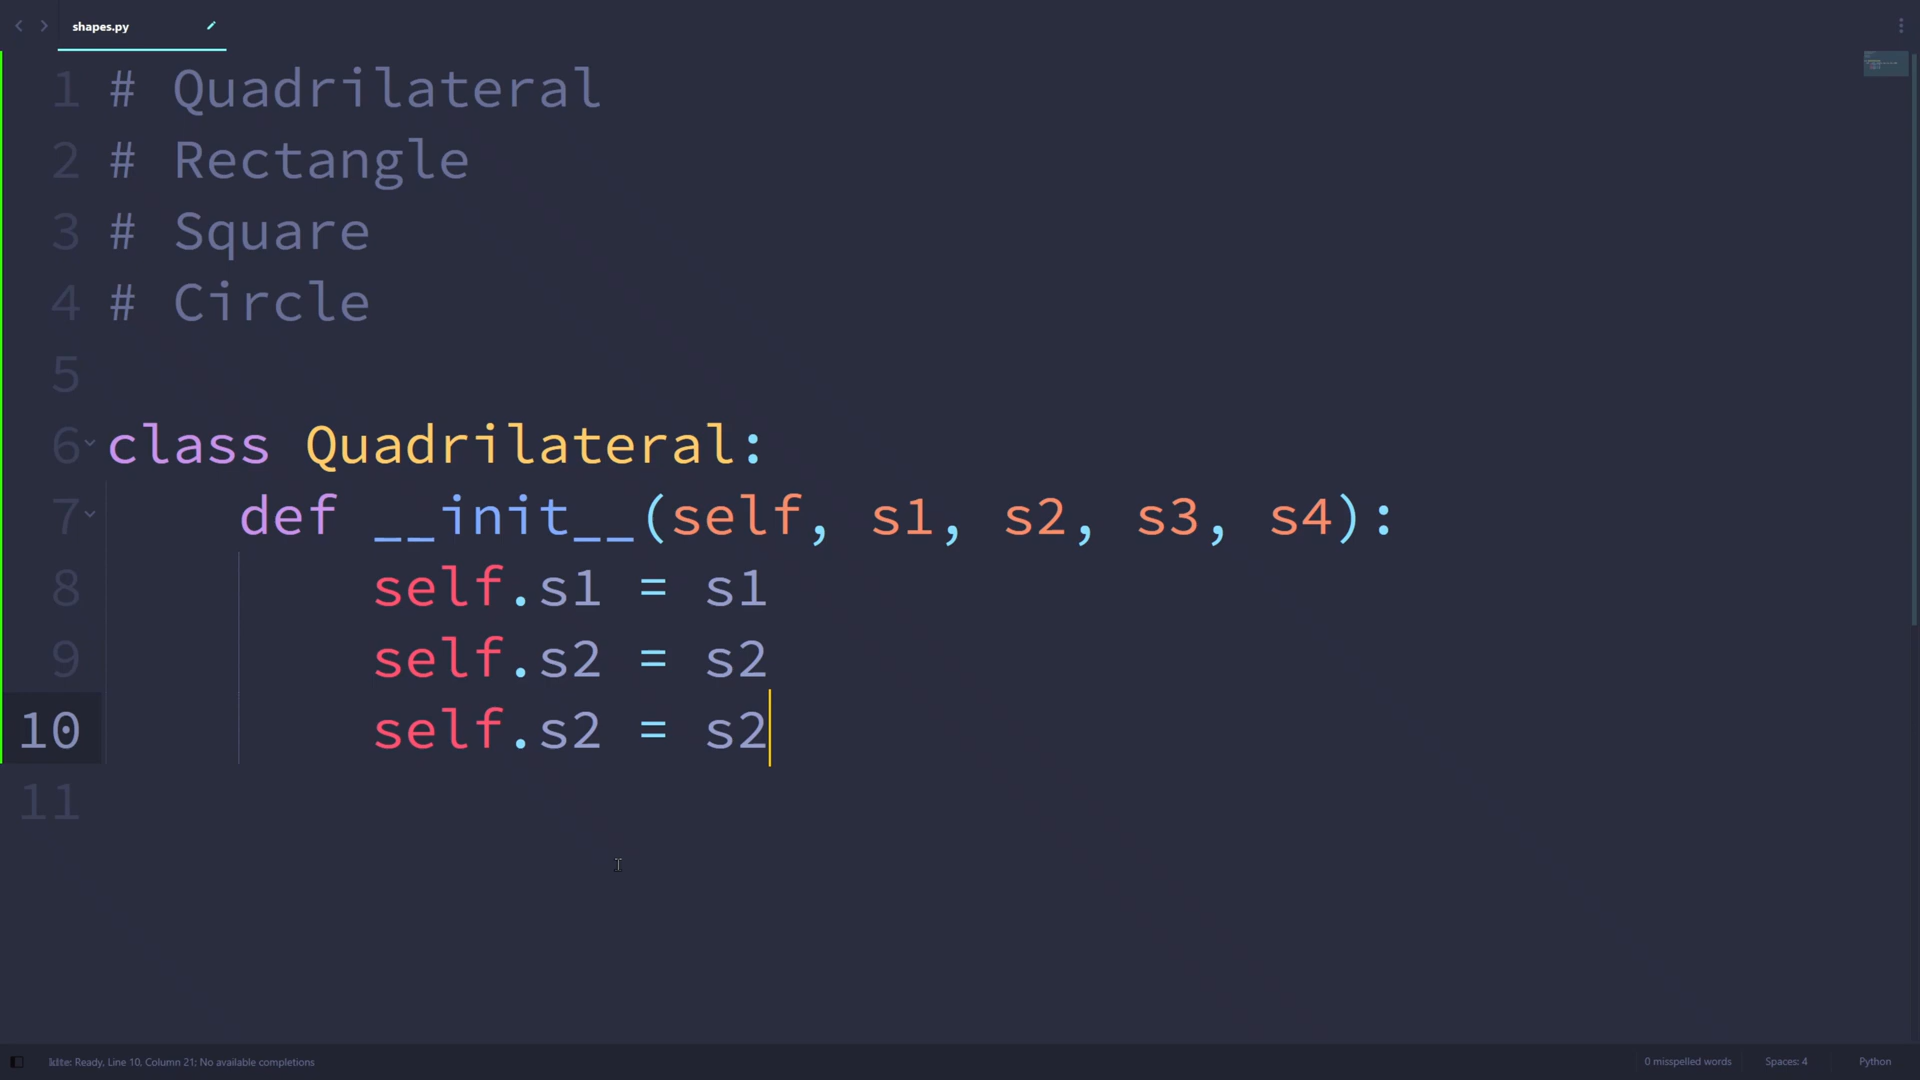 shapes.py
1 # Quadrilateral
2 # Rectangle
3 # Square
4 # Circle
5
6 class Quadrilateral:
7     def __init__(self, s1, s2, s3, s4):
8         self.s1 = s1
9         self.s2 = s2
10         self.s2 = s2
11
kite: Ready, Line 10, Column 21; No available completions
0 misspelled words
Spaces: 4
Python